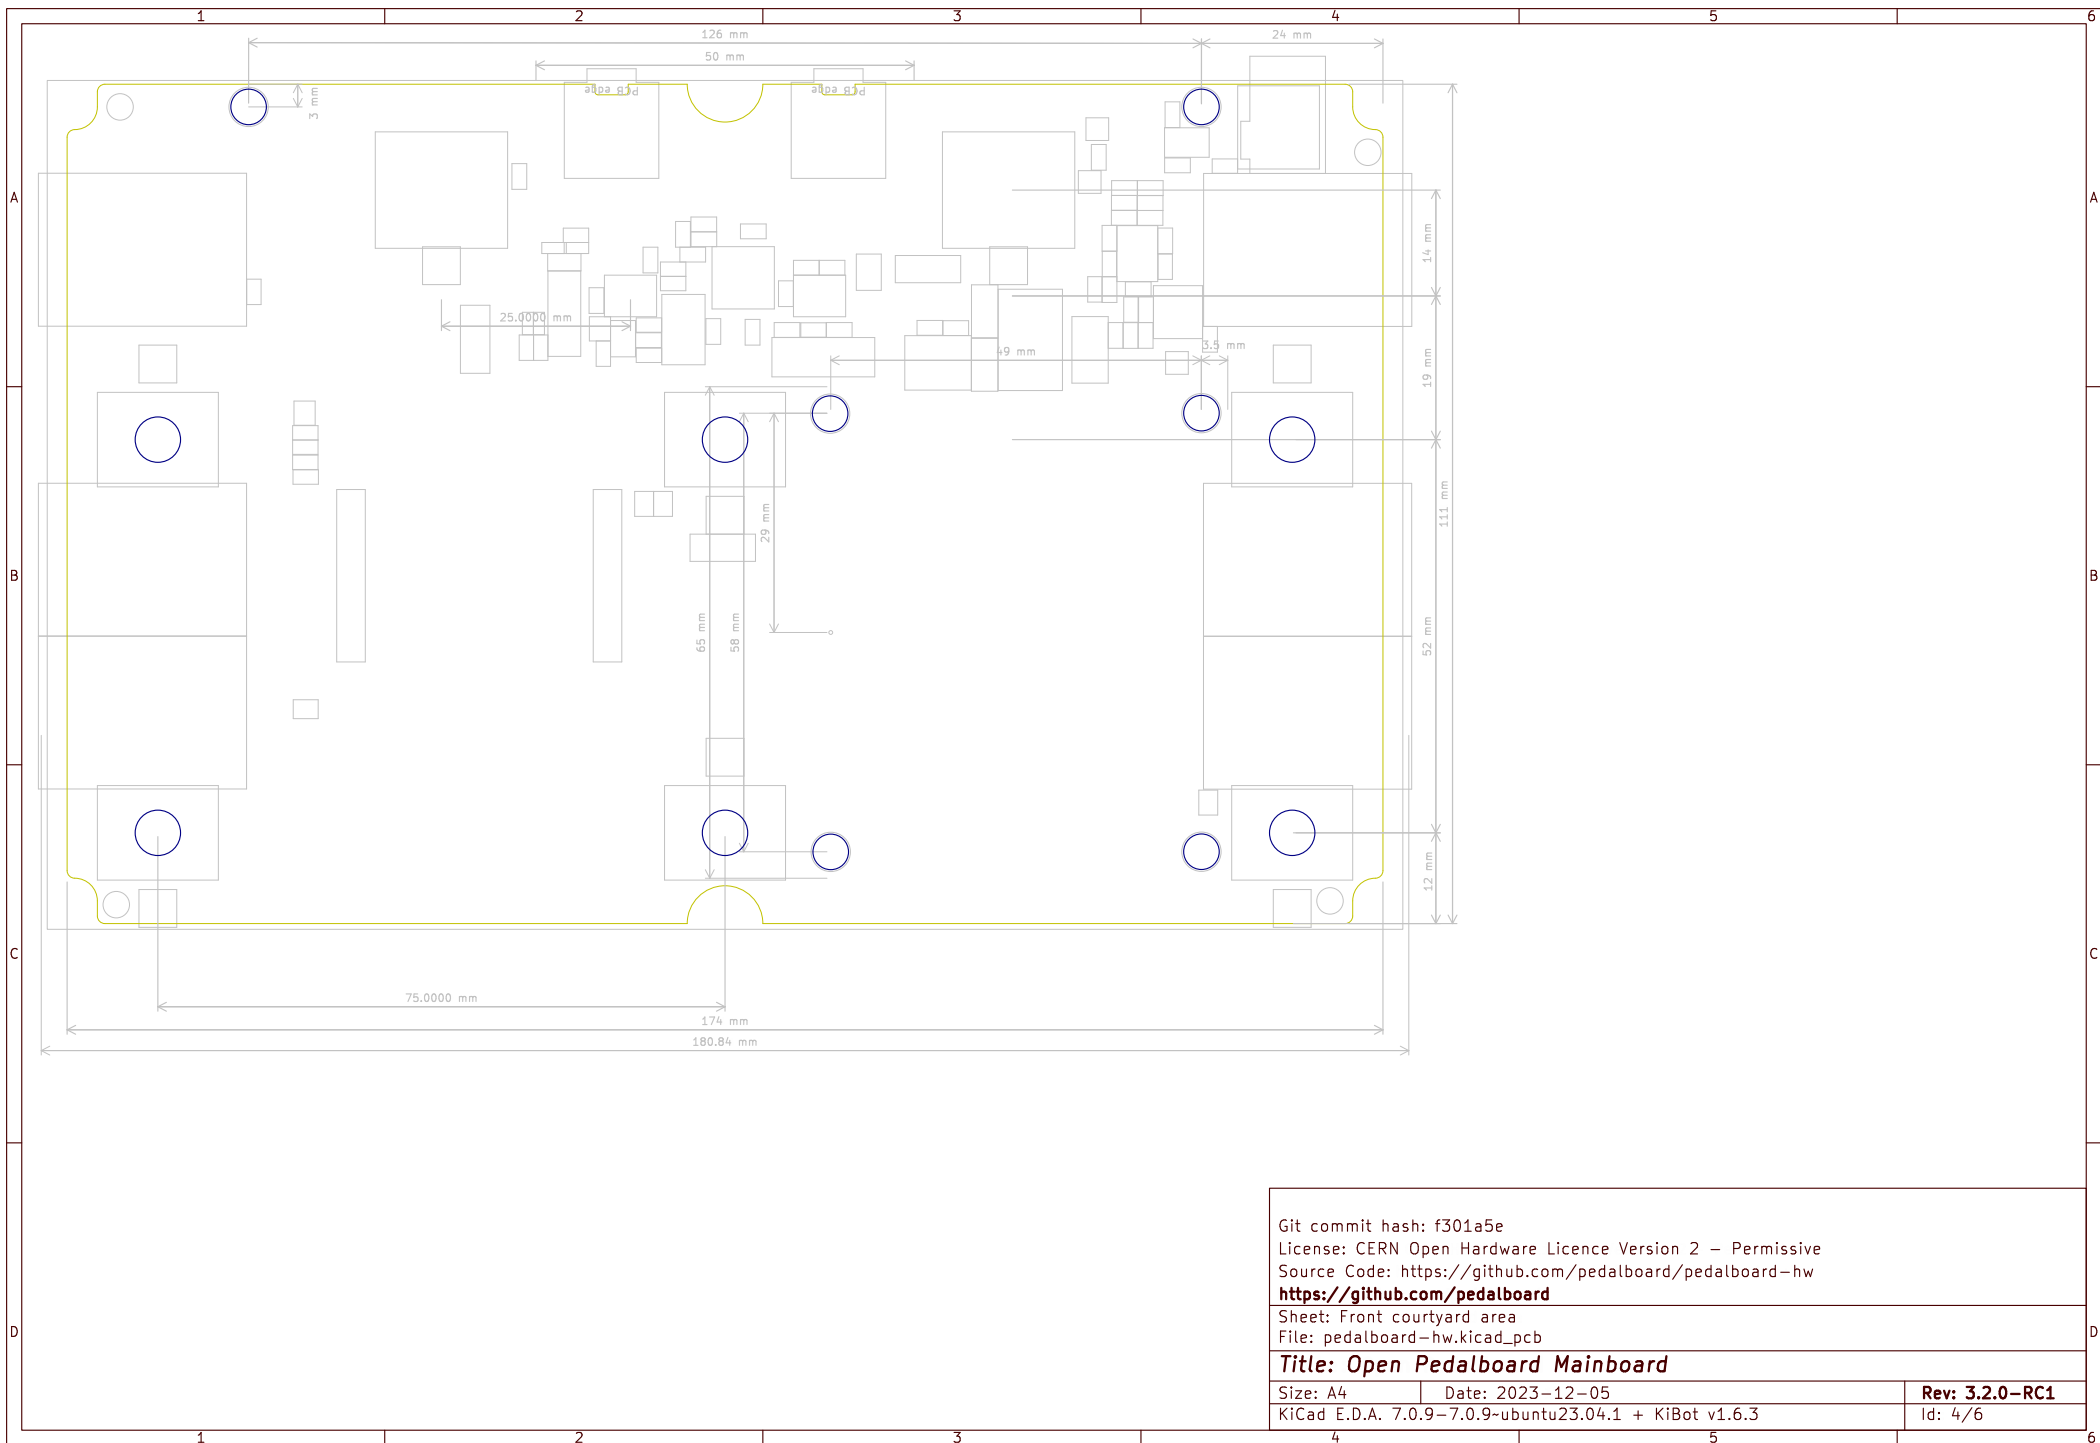 1 2 3 4 5 6
126 mm
24 mm
50 mm
3 mm
PCB edge
PCB edge
A
A
14 mm
25.0000 mm
3.5 mm
49 mm
19 mm
111 mm
29 mm
B
B
65 mm
58 mm
52 mm
12 mm
C
C
75.0000 mm
174 mm
180.84 mm
Git commit hash: f301a5e
License: CERN Open Hardware Licence Version 2 - Permissive
Source Code: https://github.com/pedalboard/pedalboard-hw
https://github.com/pedalboard
Sheet: Front courtyard area
D
D
File: pedalboard-hw.kicad_pcb
Title: Open Pedalboard Mainboard
Size: A4
Date: 2023-12-05
Rev: 3.2.0-RC1
KiCad E.D.A. 7.0.9-7.0.9~ubuntu23.04.1 + KiBot v1.6.3
Id: 4/6
1 2 3 4 5 6